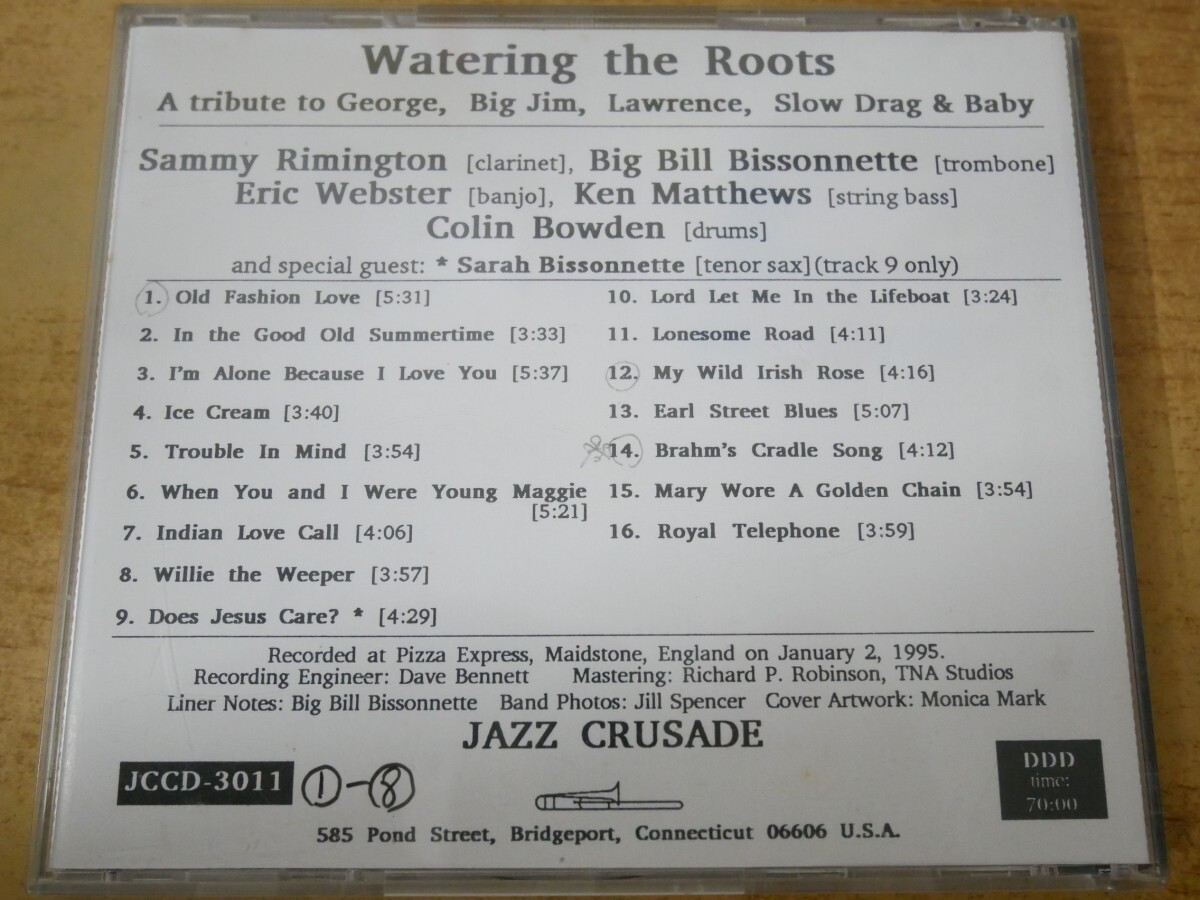 Watering the Roots
A tribute to George, Big Jim, Lawrence, Slow Drag & Baby
Sammy Rimington [clarinet], Big Bill Bissonnette [trombone]
Eric Webster [banjo], Ken Matthews [string bass]
Colin Bowden [drums]
and special guest: * Sarah Bissonnette [tenor sax] (track 9 only)
1. Old Fashion Love [5:31]
2. In the Good Old Summertime [3:33]
3. I'm Alone Because I Love You [5:37]
4. Ice Cream [3:40]
5. Trouble In Mind [3:54]
6. When You and I Were Young Maggie
[5:21]
7. Indian Love Call [4:06]
8. Willie the Weeper [3:57]
9. Does Jesus Care? * [4:29]
10. Lord Let Me In the Lifeboat [3:24]
11. Lonesome Road [4:11]
12. My Wild Irish Rose [4:16]
13. Earl Street Blues [5:07]
14. Brahm's Cradle Song [4:12]
15. Mary Wore A Golden Chain [3:54]
16. Royal Telephone [3:59]
Recorded at Pizza Express, Maidstone, England on January 2, 1995.
Recording Engineer: Dave Bennett Mastering: Richard P. Robinson, TNA Studios
Liner Notes: Big Bill Bissonnette Band Photos: Jill Spencer Cover Artwork: Monica Mark
JAZZ CRUSADE
JCCD-3011 ①-⑧
DDD
time:
70:00
585 Pond Street, Bridgeport, Connecticut 06606 U.S.A.